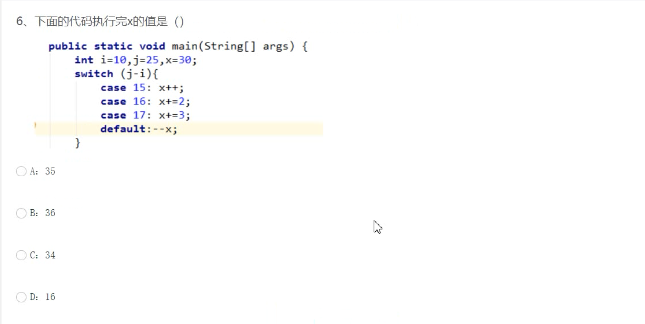 6、下面的代码执行完x的值是（）
public static void main(String[] args) {
int i=10,j=25,x=30;
switch (j-i){
case 15: x++;
case 16: x+=2;
case 17: x+=3;
default:--x;
}
A: 35
B: 36
C: 34
D: 16